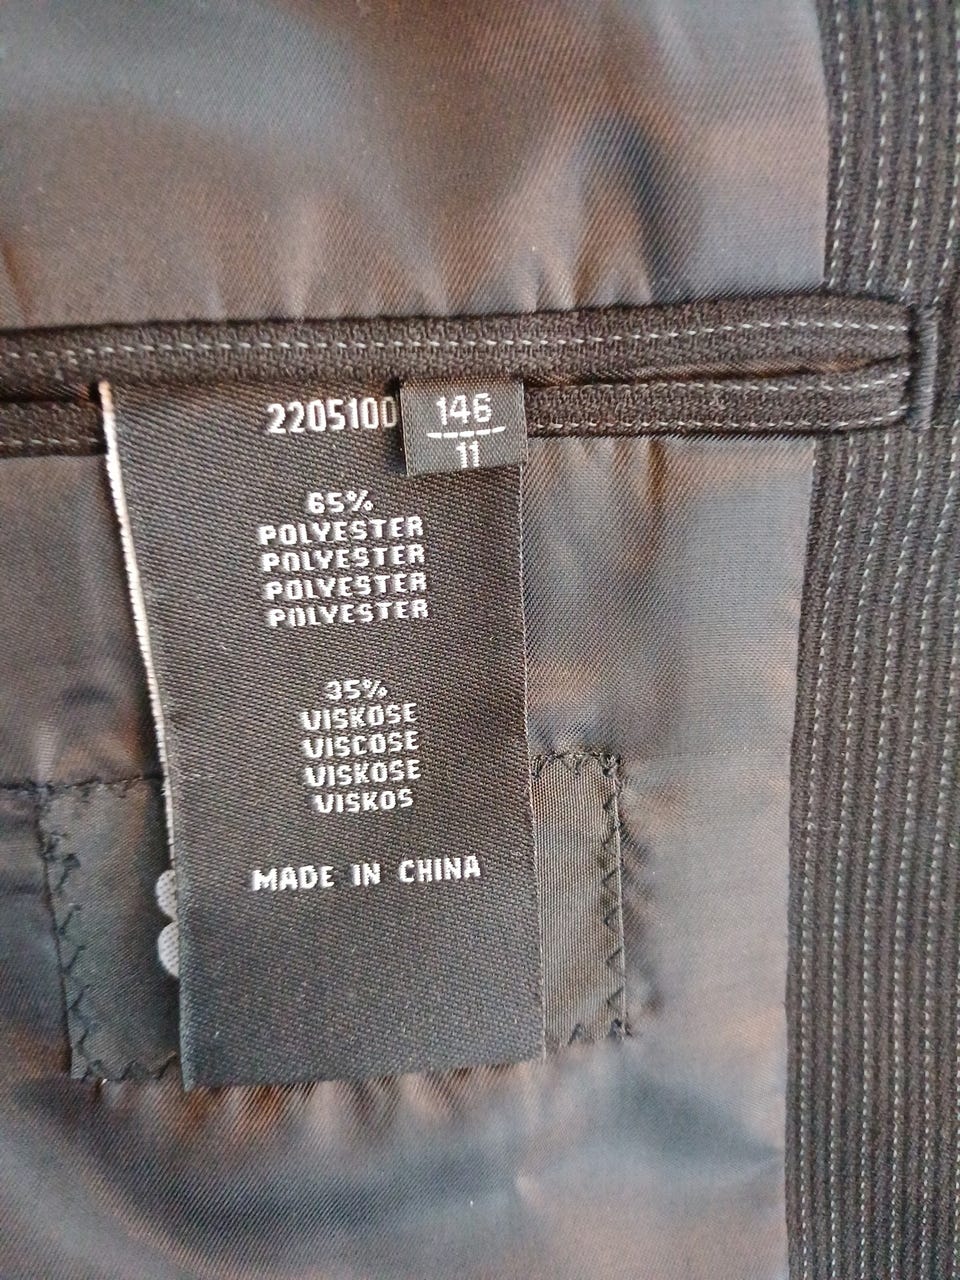 2205100
146
11
65%
POLYESTER
POLYESTER
POLYESTER
POLYESTER
35%
VISKOSE
VISCOSE
VISKOSE
VISKOS
MADE IN CHINA